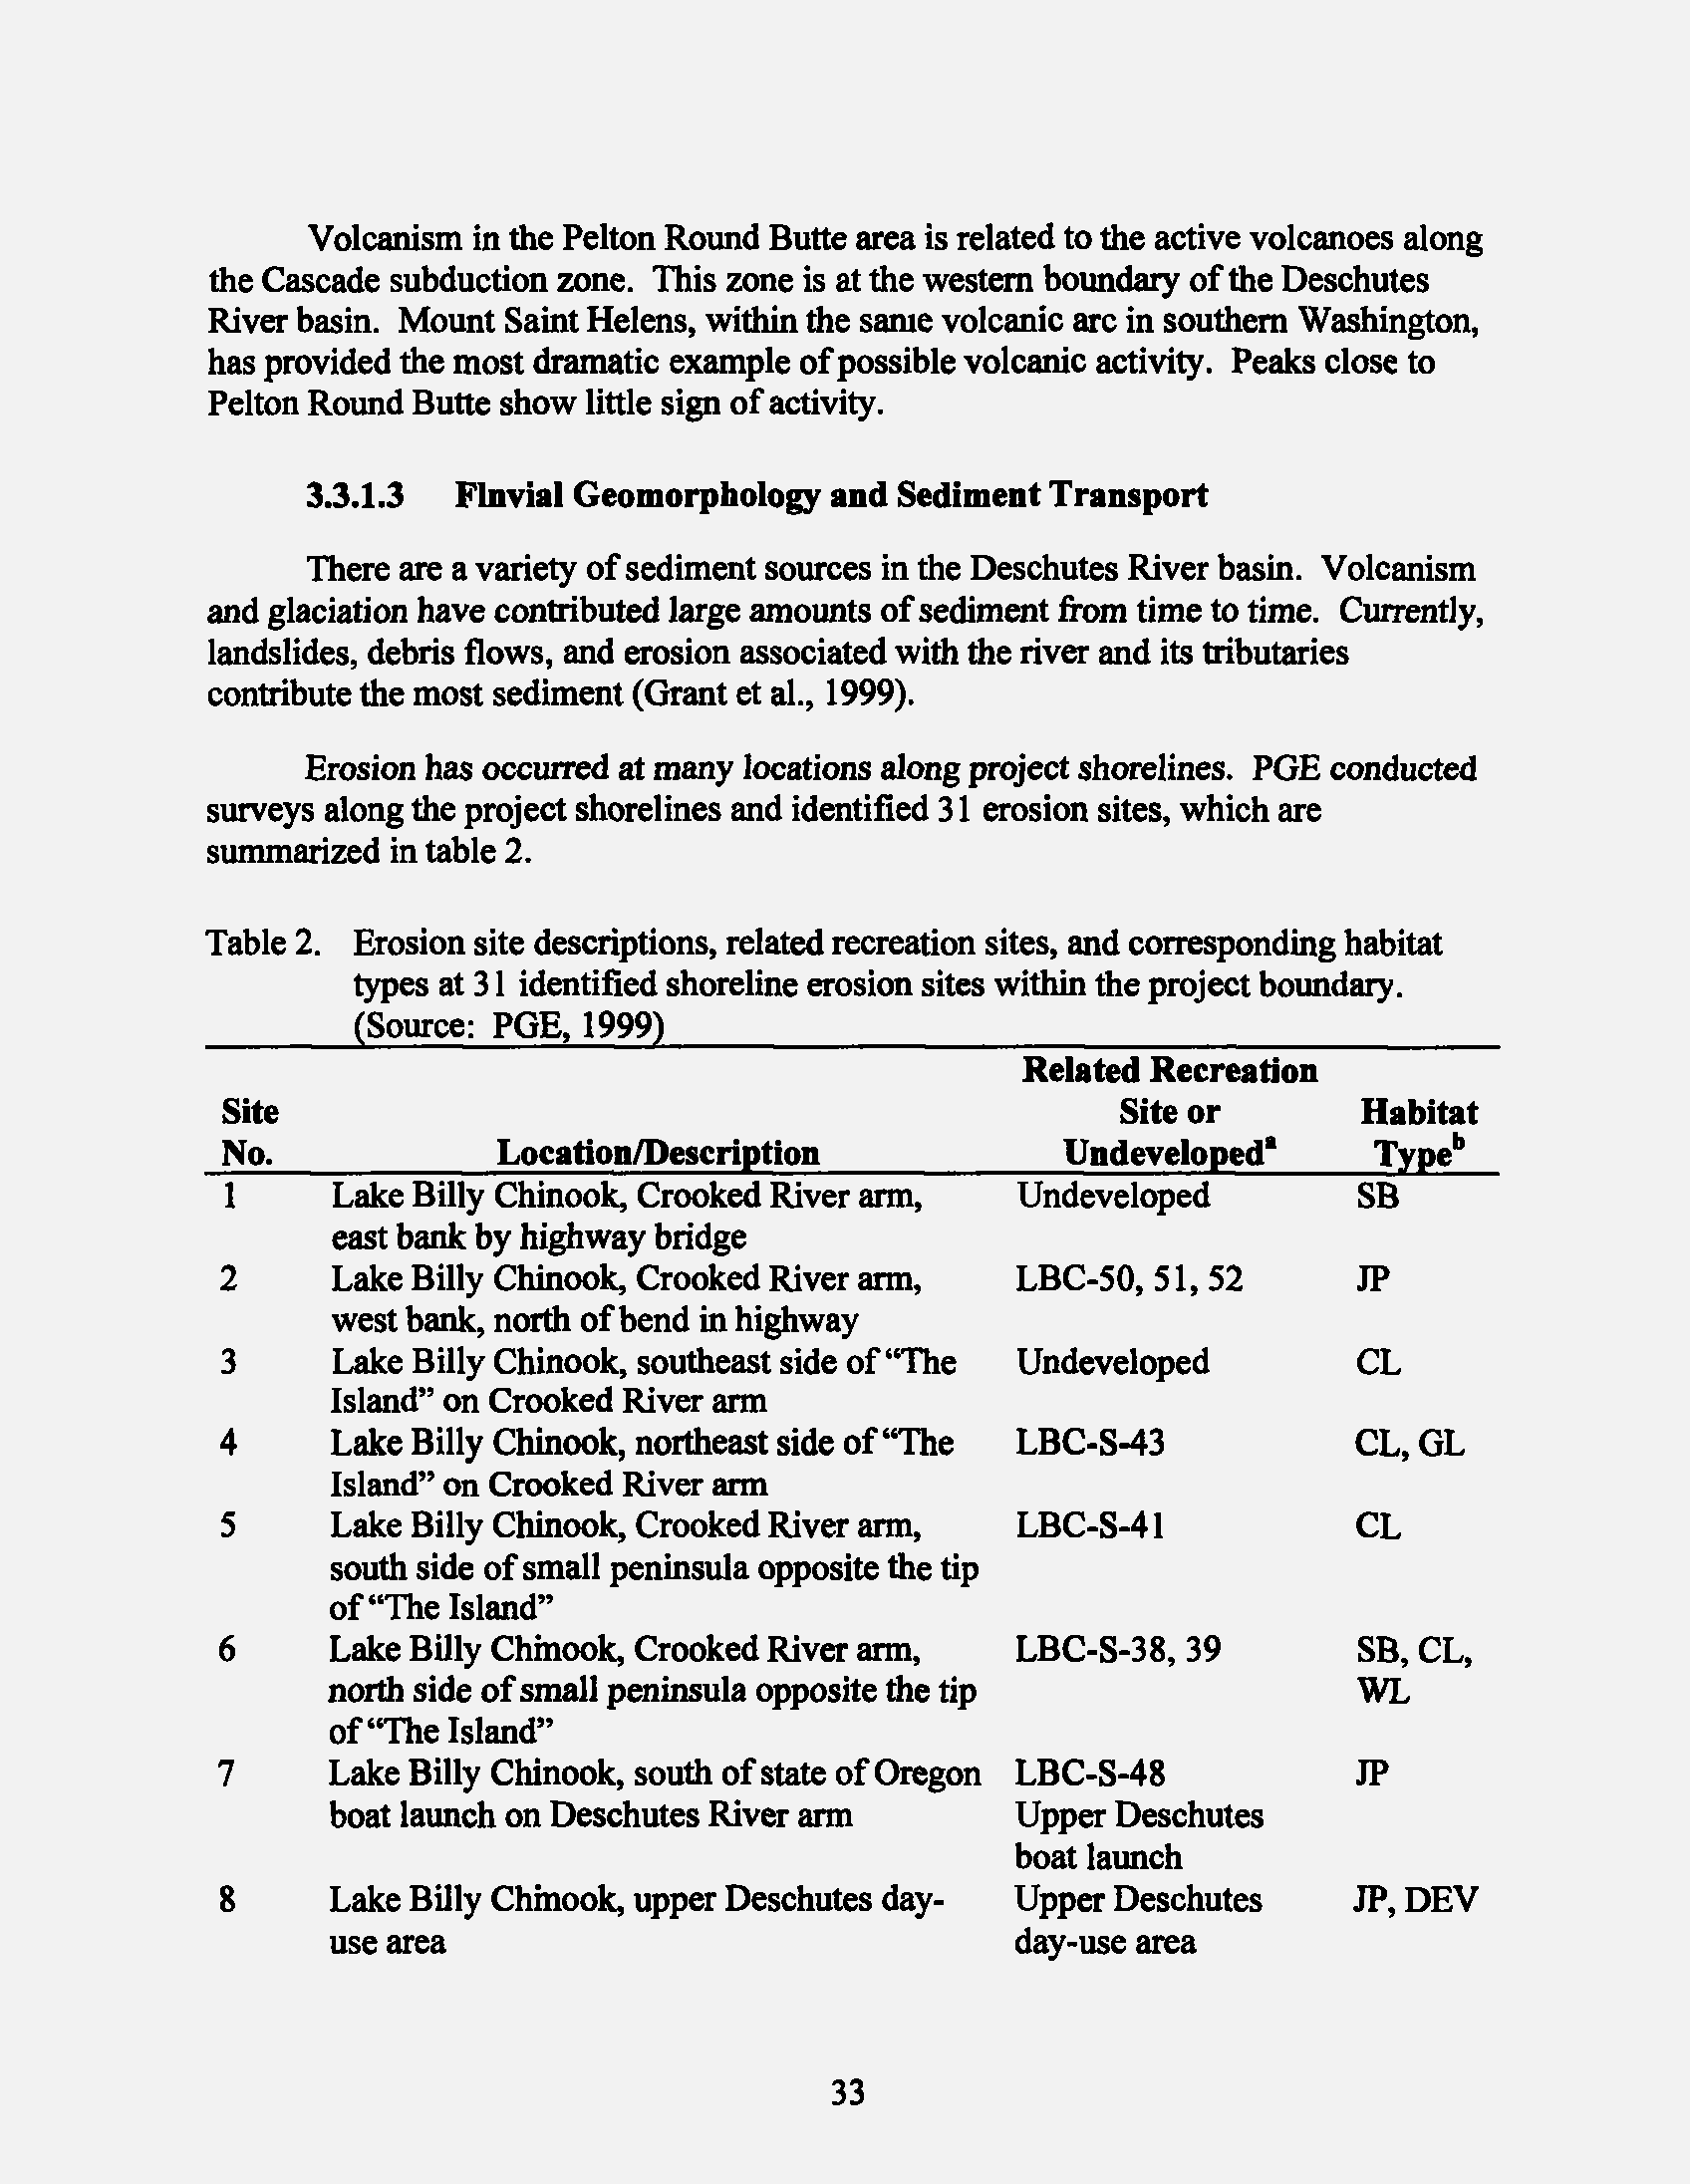 Volcanism in the Pelton Round Butte area is related to the active volcanoes along
the Cascade subduction zone. This zone is at the western boundary of the Deschutes
River basin. Mount Saint Helens, within the same volcanic arc in southern Washington,
has provided the most dramatic example of possible volcanic activity. Peaks close to
Pelton Round Butte show little sign of activity.
3.3.1.3 Flnvial Geomorphology and Sediment Transport
There are a variety of sediment sources in the Deschutes River basin. Volcanism
and glaciation have contributed large amounts of sediment from time to time. Currently,
landslides, debris flows, and erosion associated with the river and its tributaries
contribute the most sediment (Grant et al., 1999).
Erosion has occurred at many locations along project shorelines. PGE conducted
surveys along the project shorelines and identified 31 erosion sites, which are
summarized in table 2.
Table 2. Erosion site descriptions, related recreation sites, and corresponding habitat
types at 31 identified shoreline erosion sites within the project boundary.
(Source: PGE, 1999)
Related Recreation
Site Site or Habitat
No. Location/Description Undeveloped<sup>a</sup> Type<sup>b</sup>
1 Lake Billy Chinook, Crooked River arm, Undeveloped SB
east bank by highway bridge
2 Lake Billy Chinook, Crooked River arm, LBC-50, 51, 52 JP
west bank, north of bend in highway
3 Lake Billy Chinook, southeast side of “The Undeveloped CL
Island” on Crooked River arm
4 Lake Billy Chinook, northeast side of “The LBC-S-43 CL, GL
Island” on Crooked River arm
5 Lake Billy Chinook, Crooked River arm, LBC-S-41 CL
south side of small peninsula opposite the tip
of “The Island”
6 Lake Billy Chinook, Crooked River arm, LBC-S-38, 39 SB, CL,
north side of small peninsula opposite the tip WL
of “The Island”
7 Lake Billy Chinook, south of state of Oregon LBC-S-48 JP
boat launch on Deschutes River arm Upper Deschutes
boat launch
8 Lake Billy Chinook, upper Deschutes day- Upper Deschutes JP, DEV
use area day-use area
33